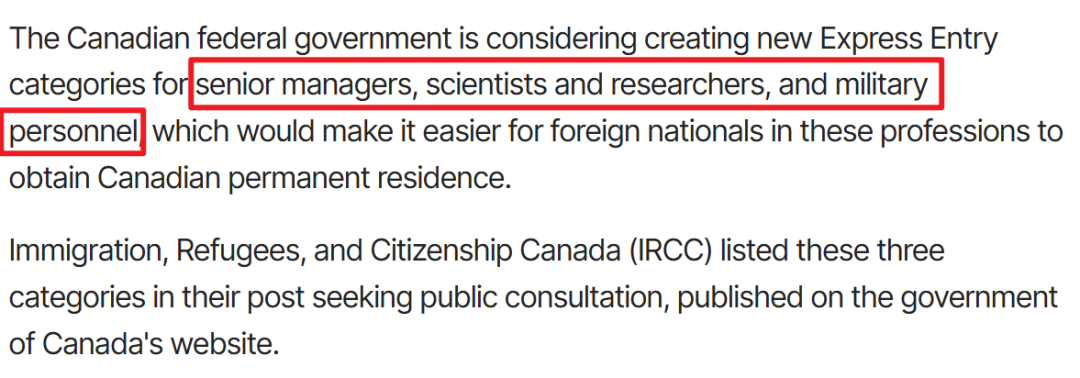 The Canadian federal government is considering creating new Express Entry
categories for senior managers, scientists and researchers, and military
personnel, which would make it easier for foreign nationals in these professions to
obtain Canadian permanent residence.
Immigration, Refugees, and Citizenship Canada (IRCC) listed these three
categories in their post seeking public consultation, published on the government
of Canada's website.